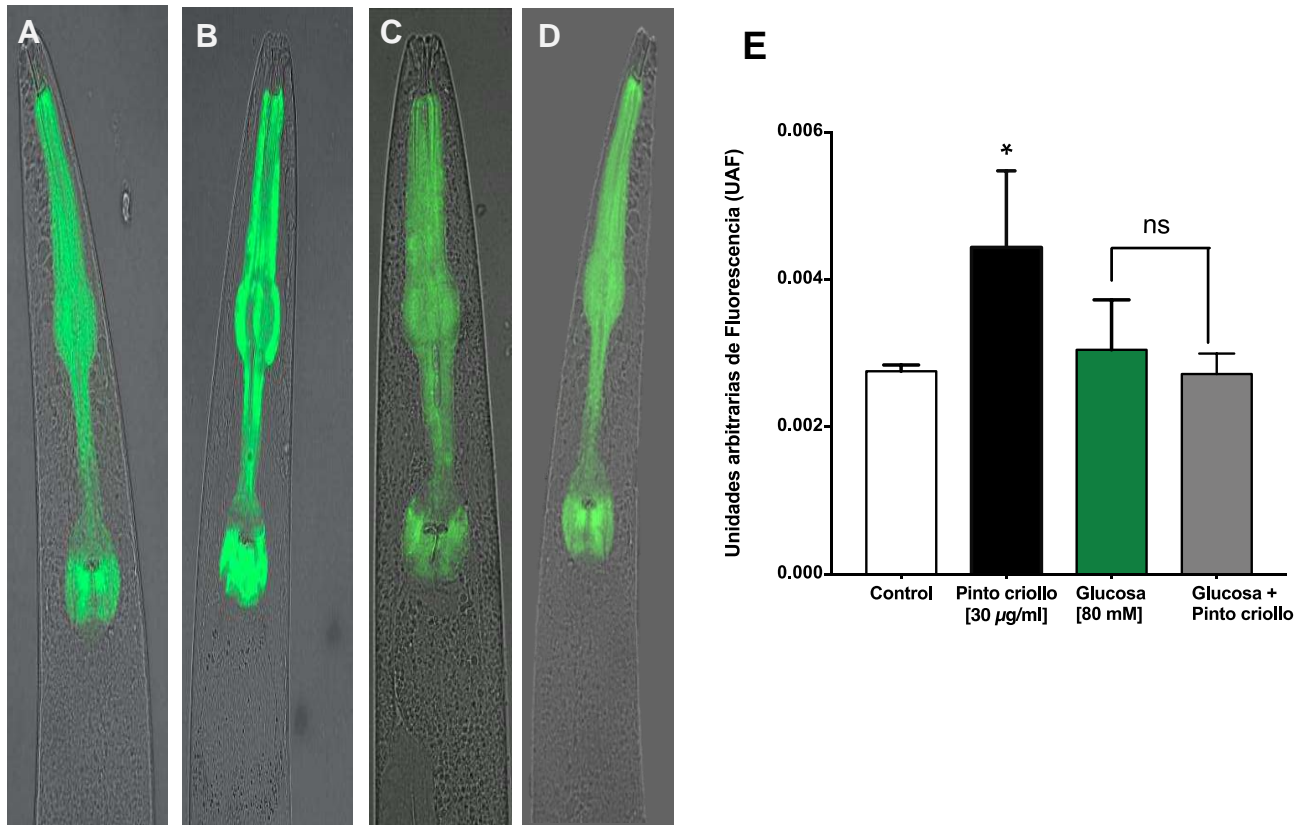 A
B
C
D
E
Unidades arbitrarias de Fluorescencia (UAF)
0.006
0.004
0.002
0.000
*
ns
Control
Pinto criollo
[30 µg/ml]
Glucosa
[80 mM]
Glucosa +
Pinto criollo